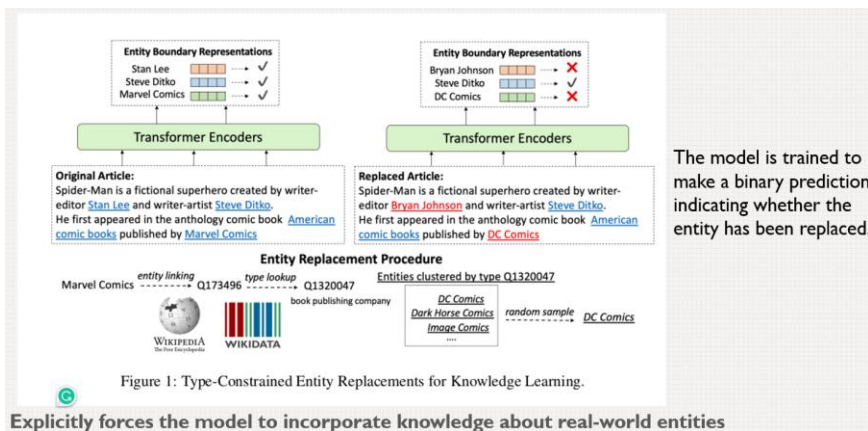 Entity Boundary Representations
Stan Lee
Steve Ditko
Marvel Comics
Entity Boundary Representations
Bryan Johnson
Steve Ditko
DC Comics
Transformer Encoders
Transformer Encoders
Original Article:
Spider-Man is a fictional superhero created by writer-
editor Stan Lee and writer-artist Steve Ditko.
He first appeared in the anthology comic book American
comic books published by Marvel Comics
Replaced Article:
Spider-Man is a fictional superhero created by writer-
editor Bryan Johnson and writer-artist Steve Ditko.
He first appeared in the anthology comic book American
comic books published by DC Comics
The model is trained to
make a binary prediction
indicating whether the
entity has been replaced
Entity Replacement Procedure
entity linking type lookup
Marvel Comics Q173496 Q1320047
book publishing company
WIKIPEDIA
The Free Encyclopedia
WIKIDATA
Entities clustered by type Q1320047
DC Comics
Dark Horse Comics
Image Comics
....
random sample
DC Comics
Figure 1: Type-Constrained Entity Replacements for Knowledge Learning.
Explicitly forces the model to incorporate knowledge about real-world entities